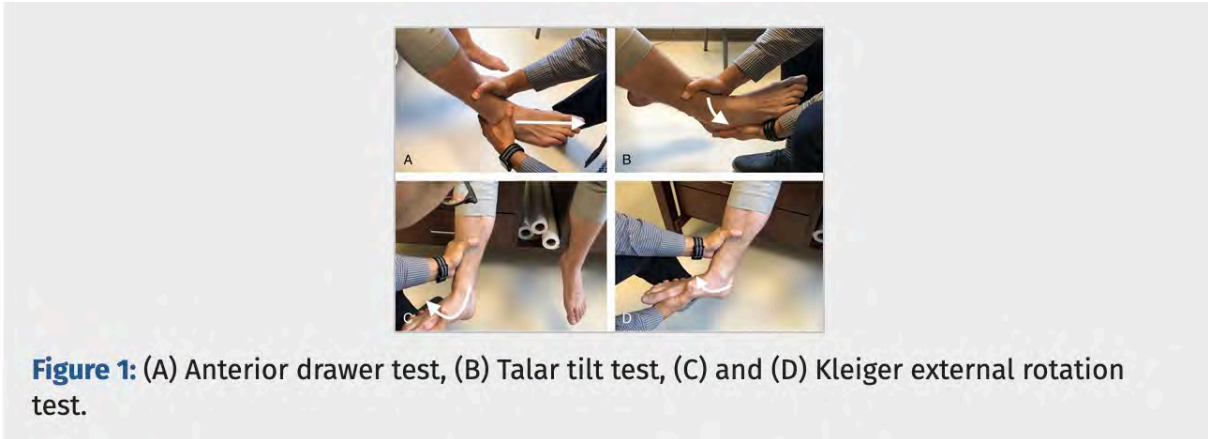 A
B
C
D
Figure 1: (A) Anterior drawer test, (B) Talar tilt test, (C) and (D) Kleiger external rotation
test.